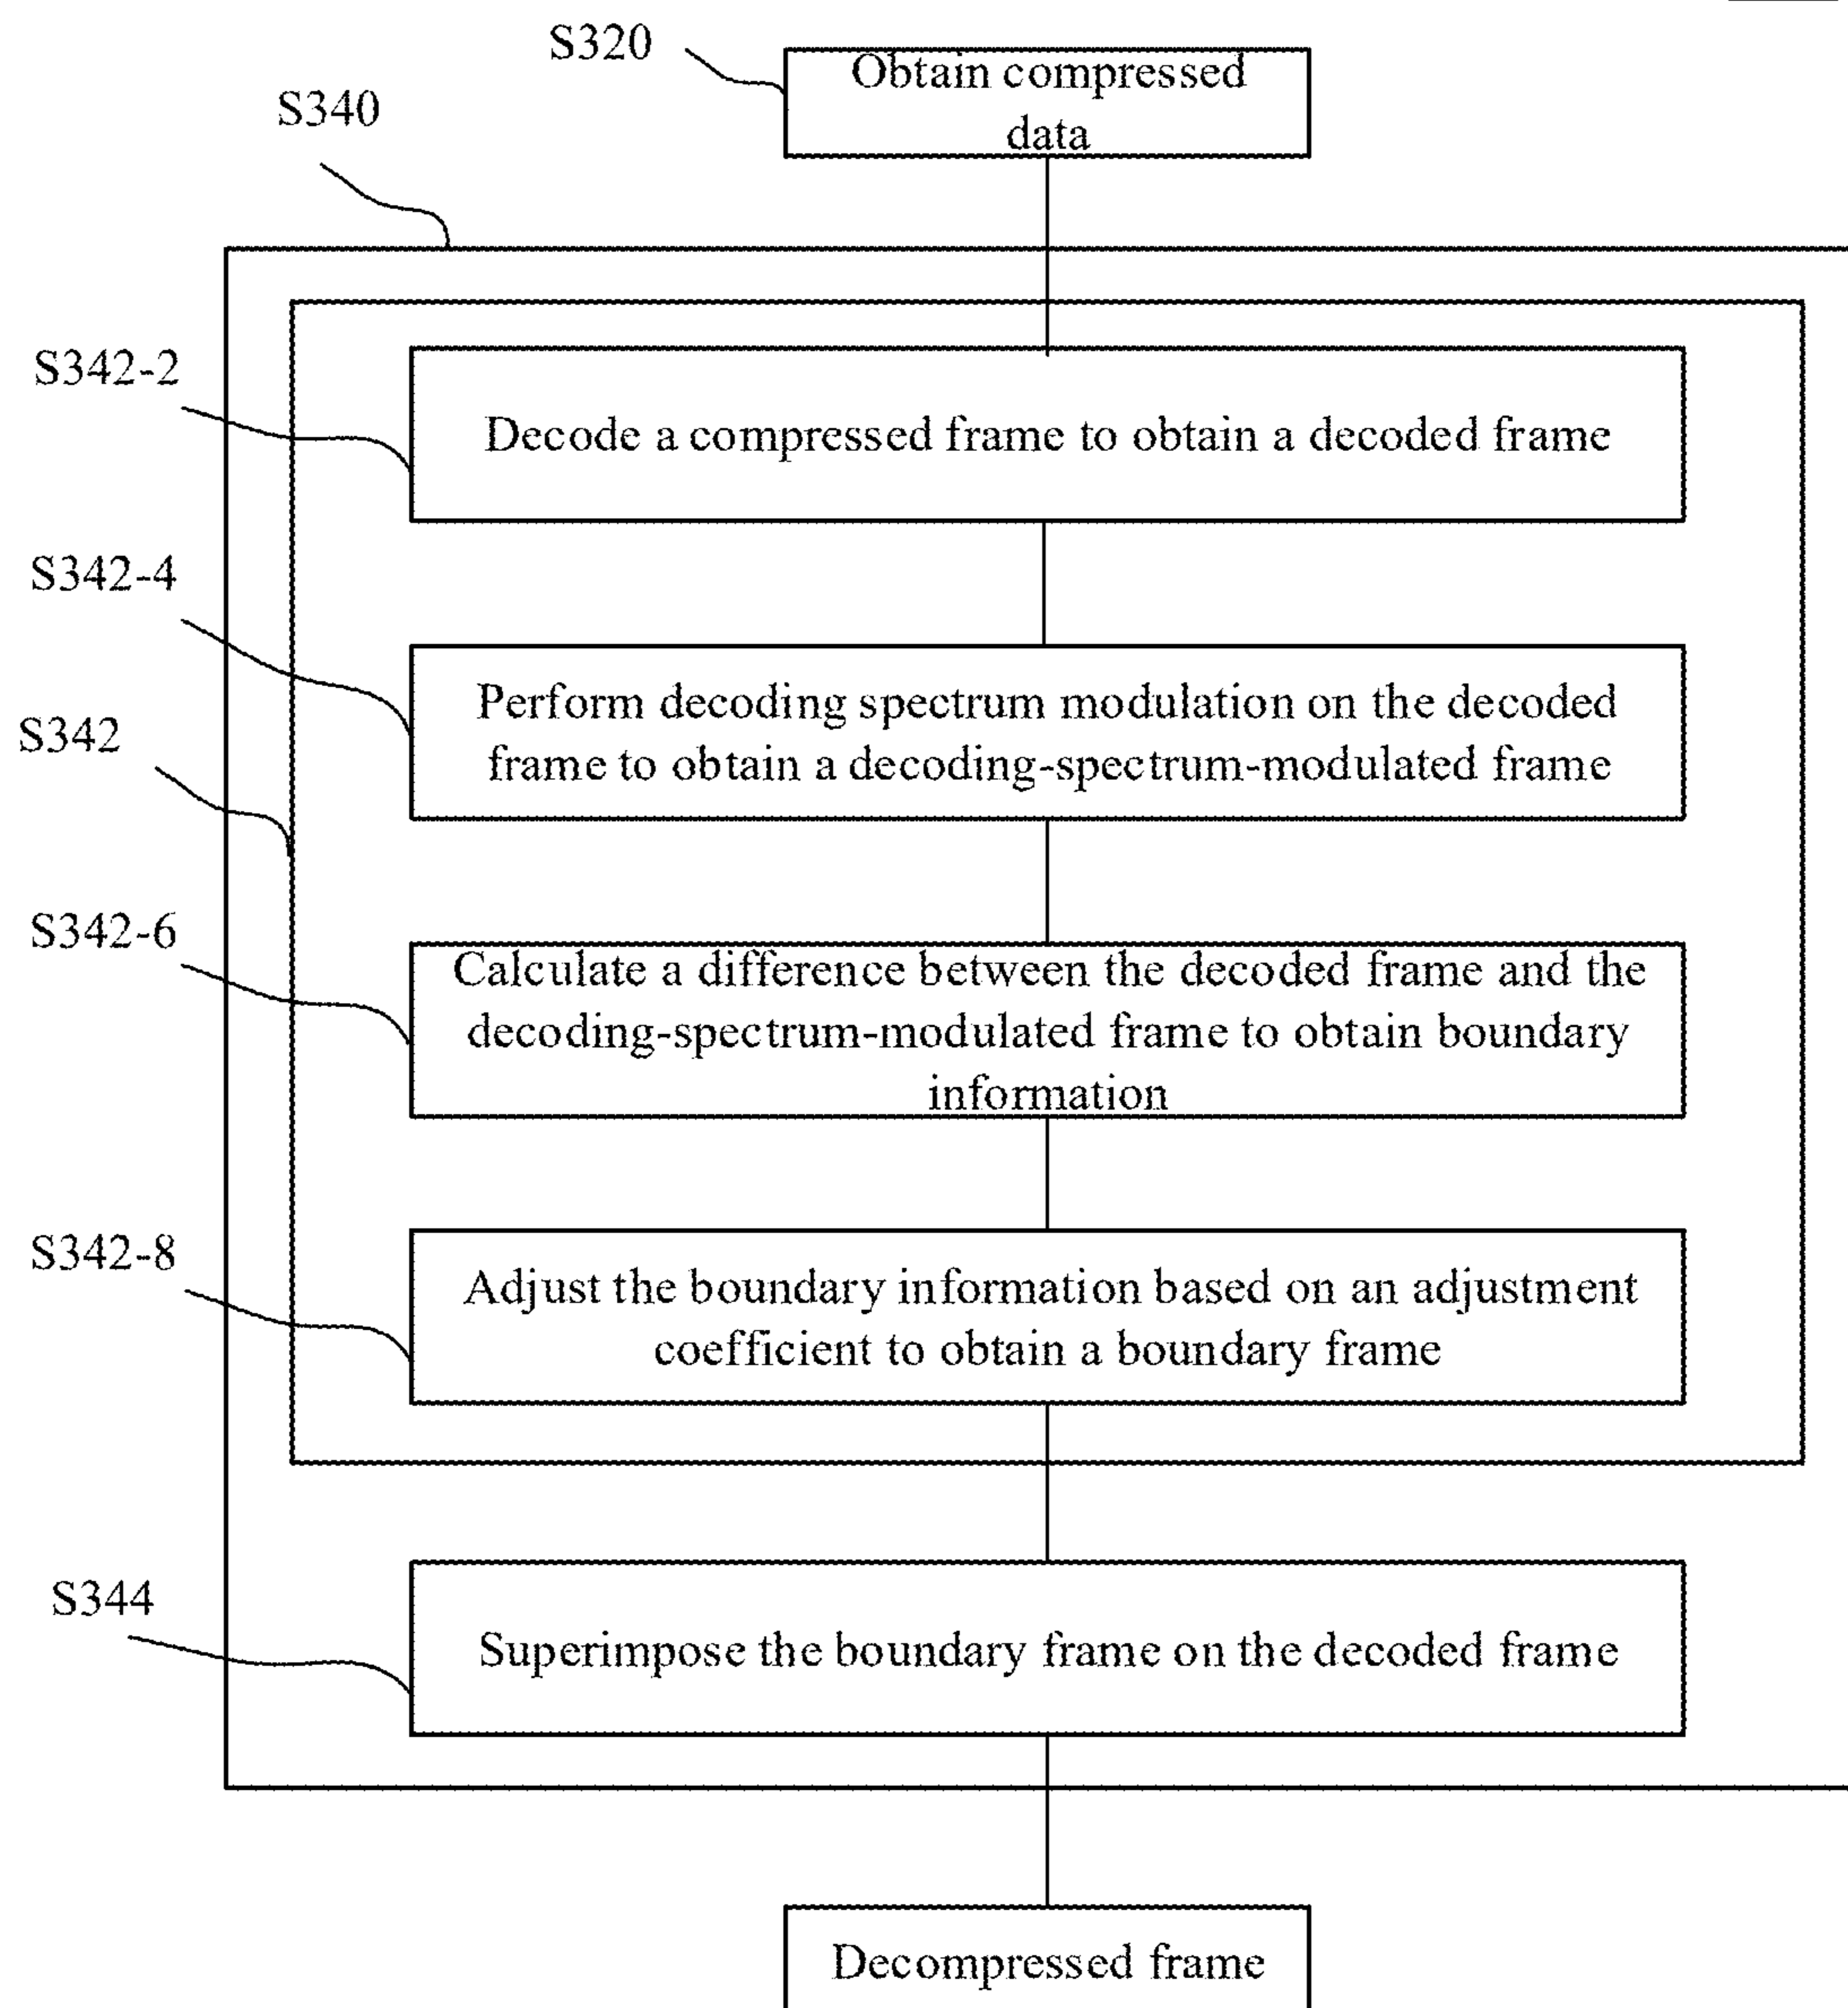 S320
Obtain compressed
data
S340
S342-2
Decode a compressed frame to obtain a decoded frame
S342-4
Perform decoding spectrum modulation on the decoded
frame to obtain a decoding-spectrum-modulated frame
S342
S342-6
Calculate a difference between the decoded frame and the
decoding-spectrum-modulated frame to obtain boundary
information
S342-8
Adjust the boundary information based on an adjustment
coefficient to obtain a boundary frame
S344
Superimpose the boundary frame on the decoded frame
Decompressed frame